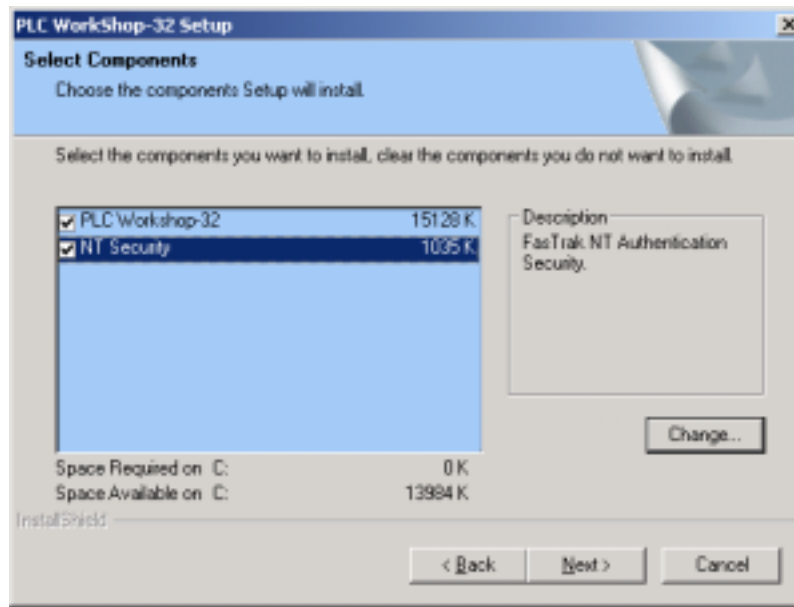 PLC WorkShop-32 Setup
Select Components
Choose the components Setup will install.
Select the components you want to install, clear the components you do not want to install.
PLC Workshop-32 15128 K
NT Security 1035 K
Description
FasTrak NT Authentication
Security.
Change...
Space Required on C: 0 K
Space Available on C: 13984 K
InstallShield
< Back Next > Cancel